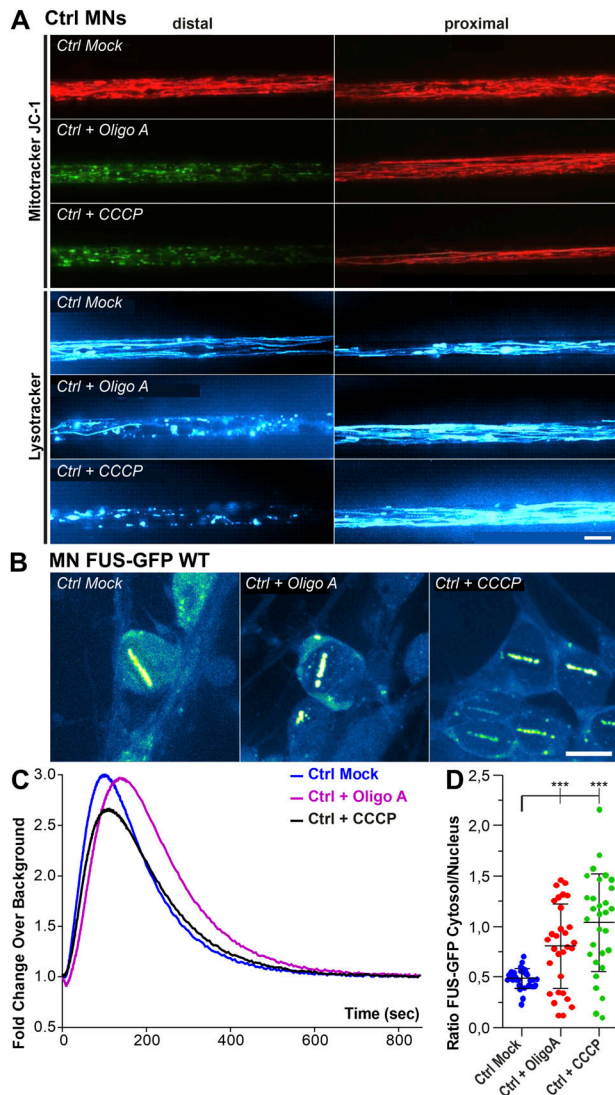 A Ctrl MNs
distal proximal
Mitotracker JC-1
Ctrl Mock
Ctrl + Oligo A
Ctrl + CCCP
Lysotracker
Ctrl Mock
Ctrl + Oligo A
Ctrl + CCCP
B MN FUS-GFP WT
Ctrl Mock Ctrl + Oligo A Ctrl + CCCP
C
Fold Change Over Background
3.0
2.5
2.0
1.5
1.0
0.5
Ctrl Mock
Ctrl + Oligo A
Ctrl + CCCP
Time (sec)
0 200 400 600 800
D
Ratio FUS-GFP Cytosol/Nucleus
2,5
2,0
1,5
1,0
0,5
0,0
*** ***
Ctrl Mock
Ctrl + OligoA
Ctrl + CCCP